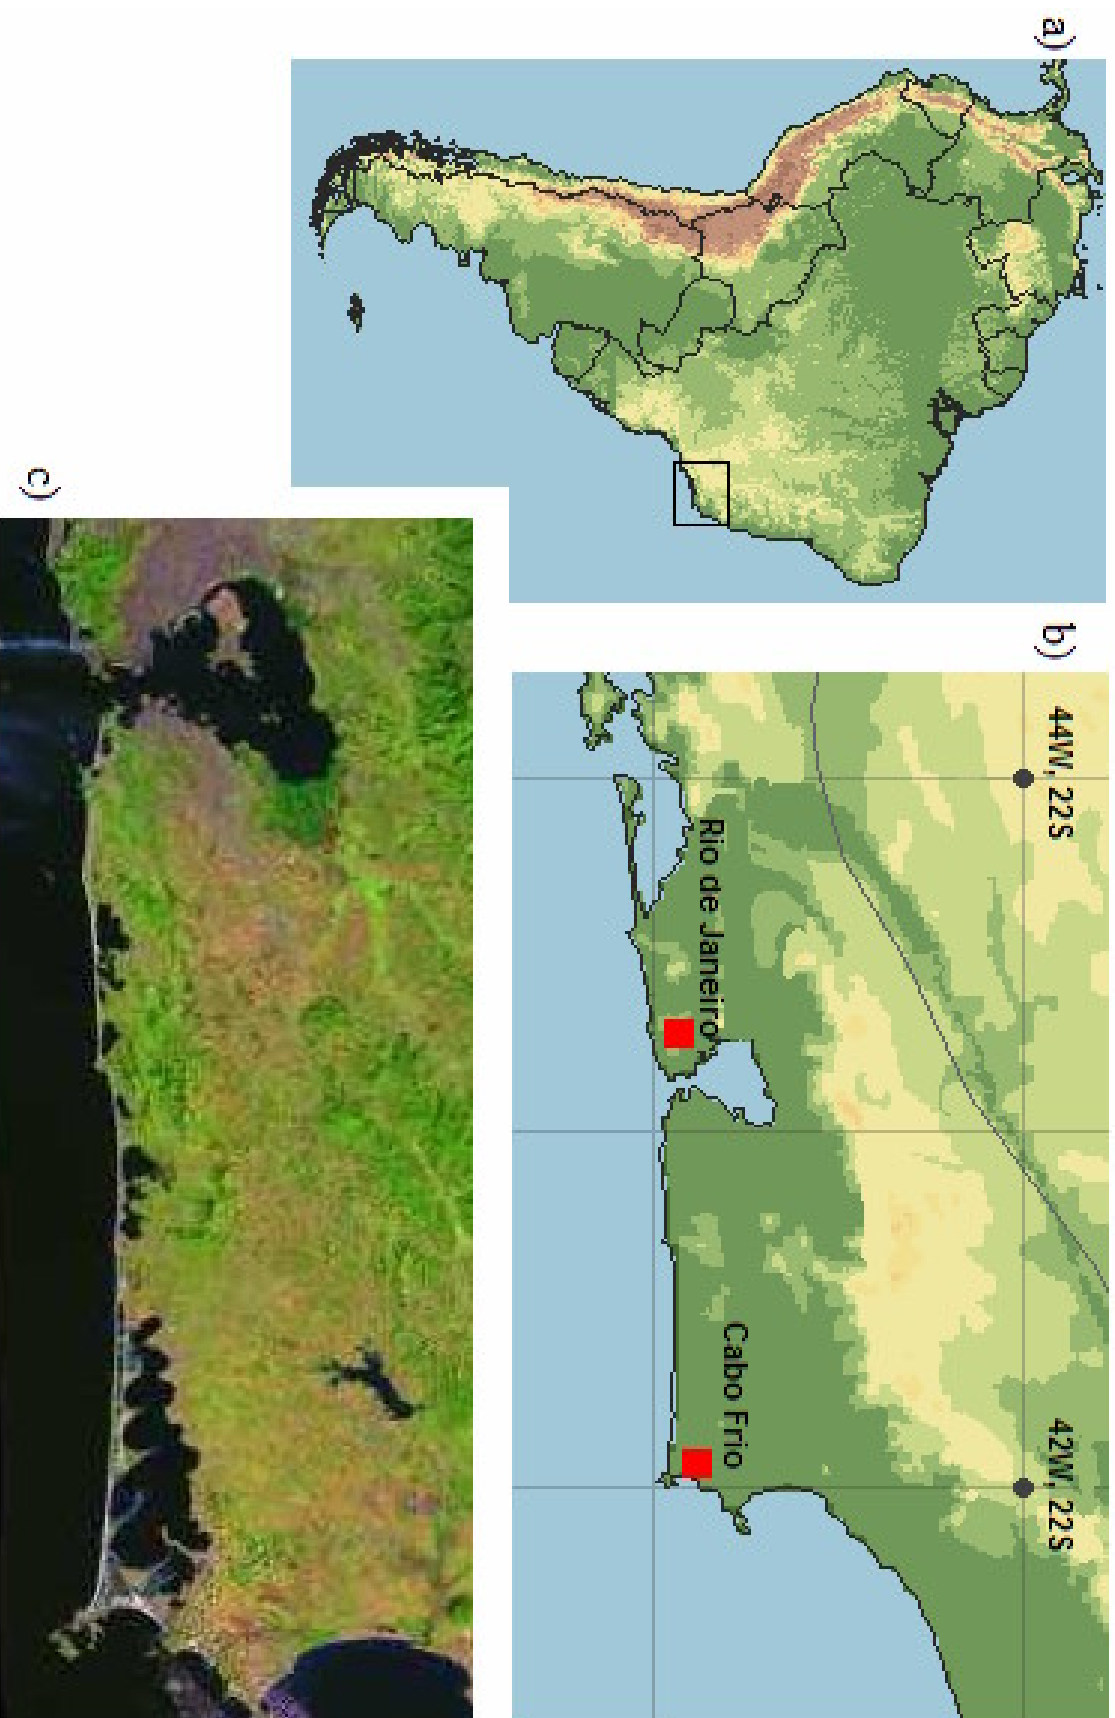 a)
b)
44W, 22S
42W, 22S
Rio de Janeiro
Cabo Frio
c)